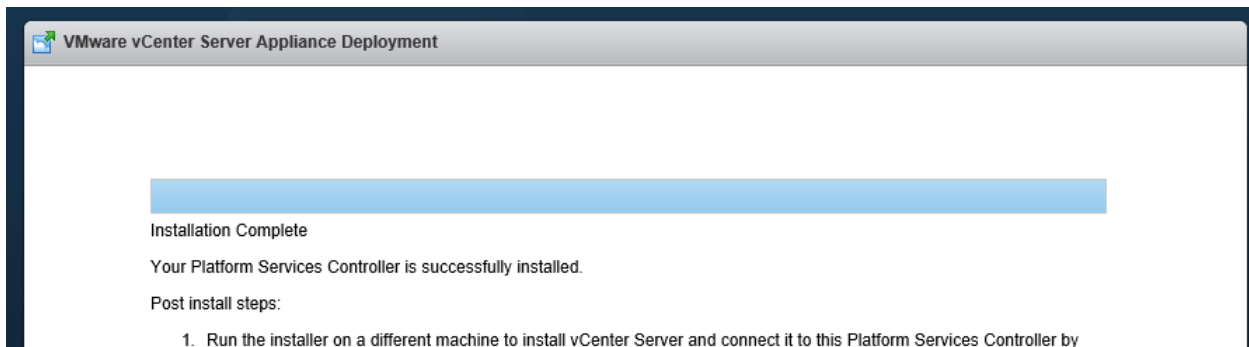 VMware vCenter Server Appliance Deployment
Installation Complete
Your Platform Services Controller is successfully installed.
Post install steps:
1. Run the installer on a different machine to install vCenter Server and connect it to this Platform Services Controller by